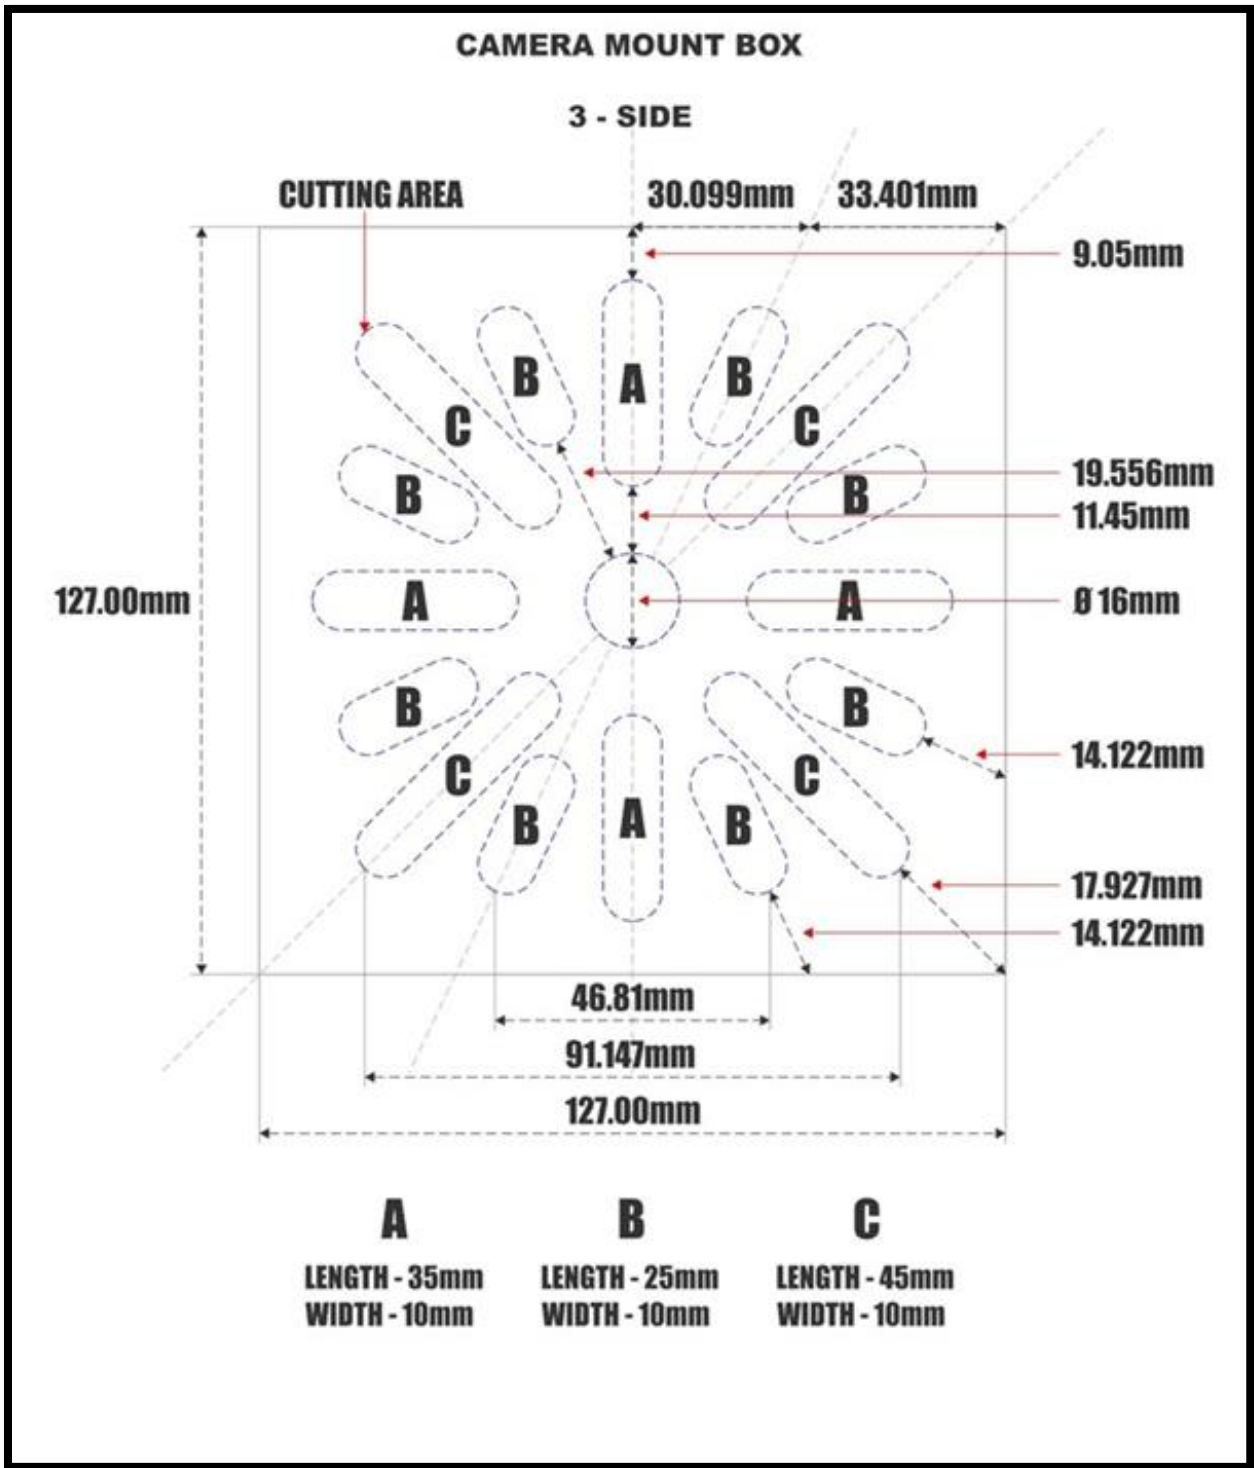 CAMERA MOUNT BOX
3 - SIDE
CUTTING AREA
30.099mm
33.401mm
9.05mm
B
A
B
C
C
19.556mm
B
B
11.45mm
127.00mm
A
A
Ø 16mm
B
B
14.122mm
C
C
B
A
B
17.927mm
14.122mm
46.81mm
91.147mm
127.00mm
A
B
C
LENGTH - 35mm
LENGTH - 25mm
LENGTH - 45mm
WIDTH - 10mm
WIDTH - 10mm
WIDTH - 10mm